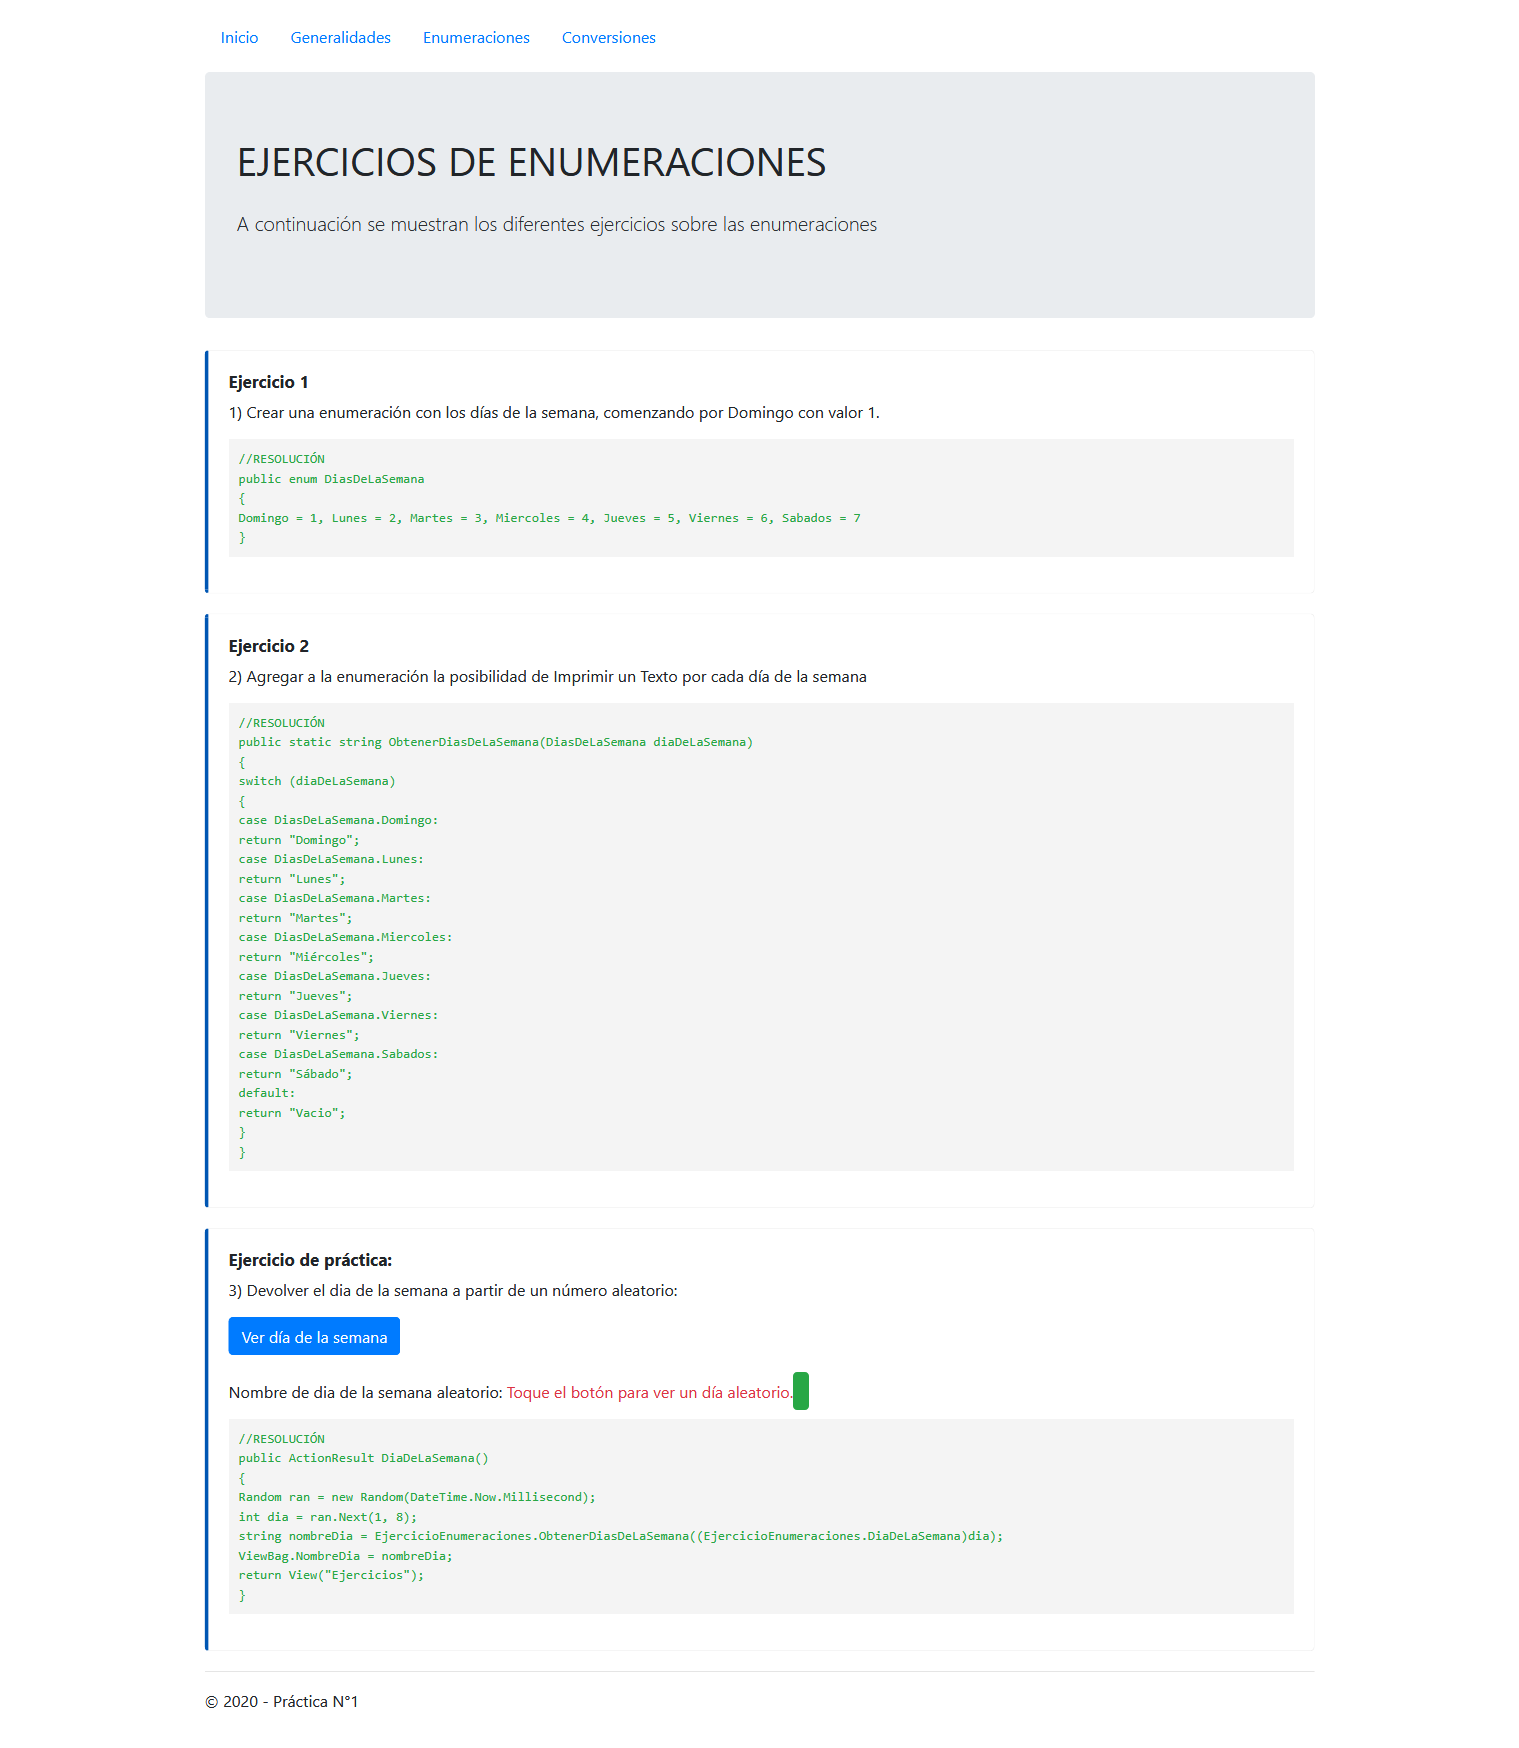 Inicio Generalidades Enumeraciones Conversiones
EJERCICIOS DE ENUMERACIONES
A continuación se muestran los diferentes ejercicios sobre las enumeraciones
Ejercicio 1
1) Crear una enumeración con los días de la semana, comenzando por Domingo con valor 1.
//RESOLUCIÓN
public enum DiasDeLaSemana
{
Domingo = 1, Lunes = 2, Martes = 3, Miercoles = 4, Jueves = 5, Viernes = 6, Sabados = 7
}
Ejercicio 2
2) Agregar a la enumeración la posibilidad de Imprimir un Texto por cada día de la semana
//RESOLUCIÓN
public static string ObtenerDiasDeLaSemana(DiasDeLaSemana diaDeLaSemana)
{
switch (diaDeLaSemana)
{
case DiasDeLaSemana.Domingo:
return "Domingo";
case DiasDeLaSemana.Lunes:
return "Lunes";
case DiasDeLaSemana.Martes:
return "Martes";
case DiasDeLaSemana.Miercoles:
return "Miércoles";
case DiasDeLaSemana.Jueves:
return "Jueves";
case DiasDeLaSemana.Viernes:
return "Viernes";
case DiasDeLaSemana.Sabados:
return "Sábado";
default:
return "Vacio";
}
}
Ejercicio de práctica:
3) Devolver el dia de la semana a partir de un número aleatorio:
Ver día de la semana
Nombre de dia de la semana aleatorio: Toque el botón para ver un día aleatorio.
//RESOLUCIÓN
public ActionResult DiaDeLaSemana()
{
Random ran = new Random(DateTime.Now.Millisecond);
int dia = ran.Next(1, 8);
string nombreDia = EjercicioEnumeraciones.ObtenerDiasDeLaSemana((EjercicioEnumeraciones.DiaDeLaSemana)dia);
ViewBag.NombreDia = nombreDia;
return View("Ejercicios");
}
© 2020 - Práctica N°1